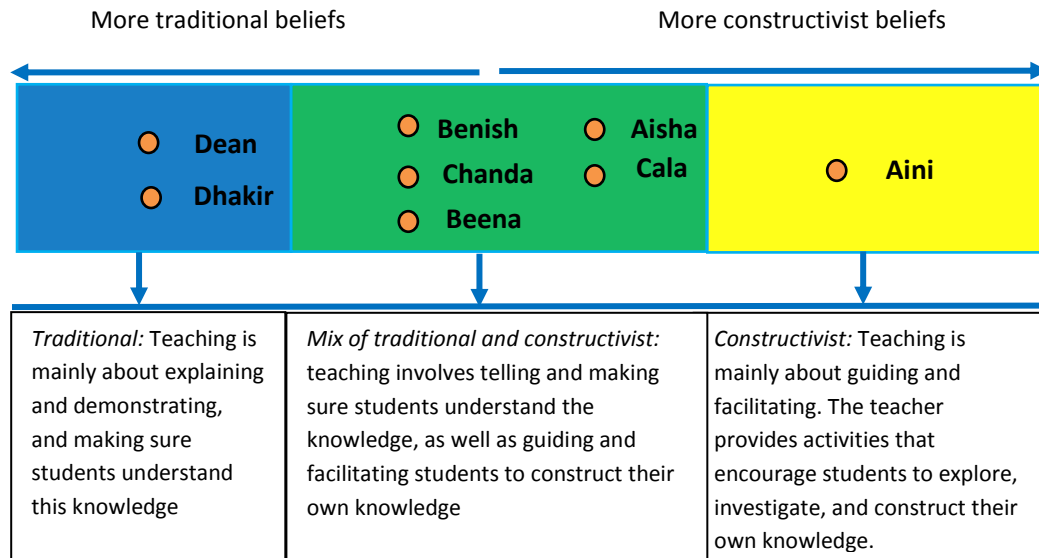 More traditional beliefs
More constructivist beliefs
Dean
Dhakir
Benish
Chanda
Beena
Aisha
Cala
Aini
Traditional: Teaching is
mainly about explaining
and demonstrating,
and making sure
students understand
this knowledge
Mix of traditional and constructivist:
teaching involves telling and making
sure students understand the
knowledge, as well as guiding and
facilitating students to construct their
own knowledge
Constructivist: Teaching is
mainly about guiding and
facilitating. The teacher
provides activities that
encourage students to explore,
investigate, and construct their
own knowledge.